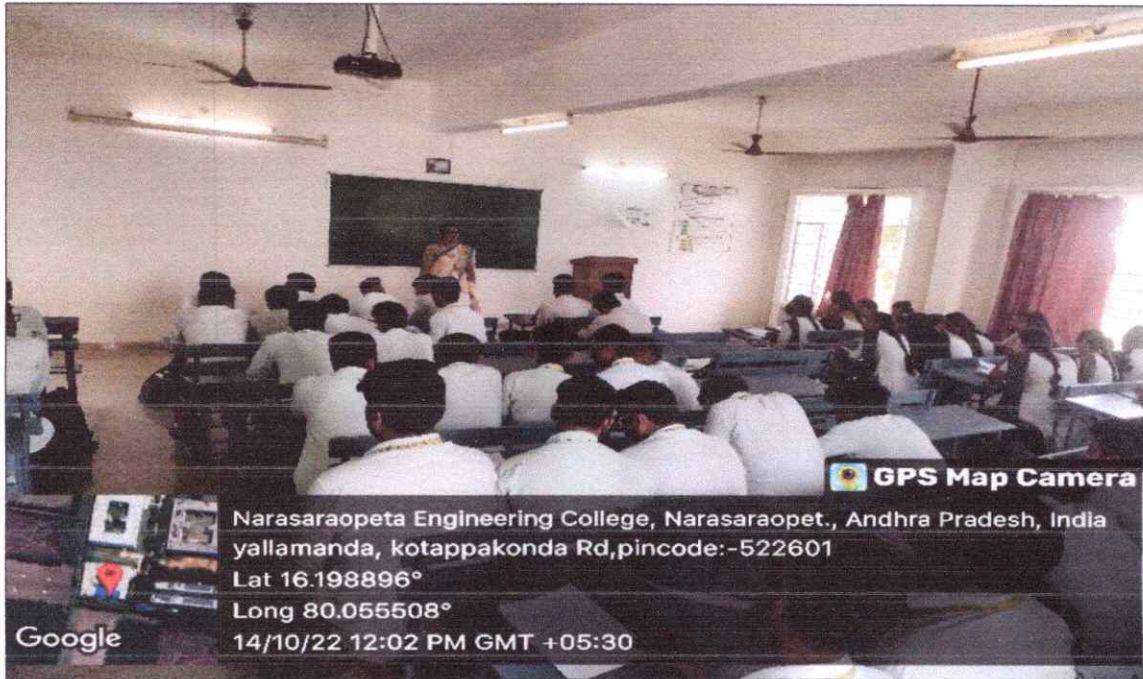 GPS Map Camera
Narasaraopeta Engineering College, Narasaraopet., Andhra Pradesh, India
yallamanda, kotappakonda Rd,pincode:-522601
Lat 16.198896°
Long 80.055508°
14/10/22 12:02 PM GMT +05:30
Google